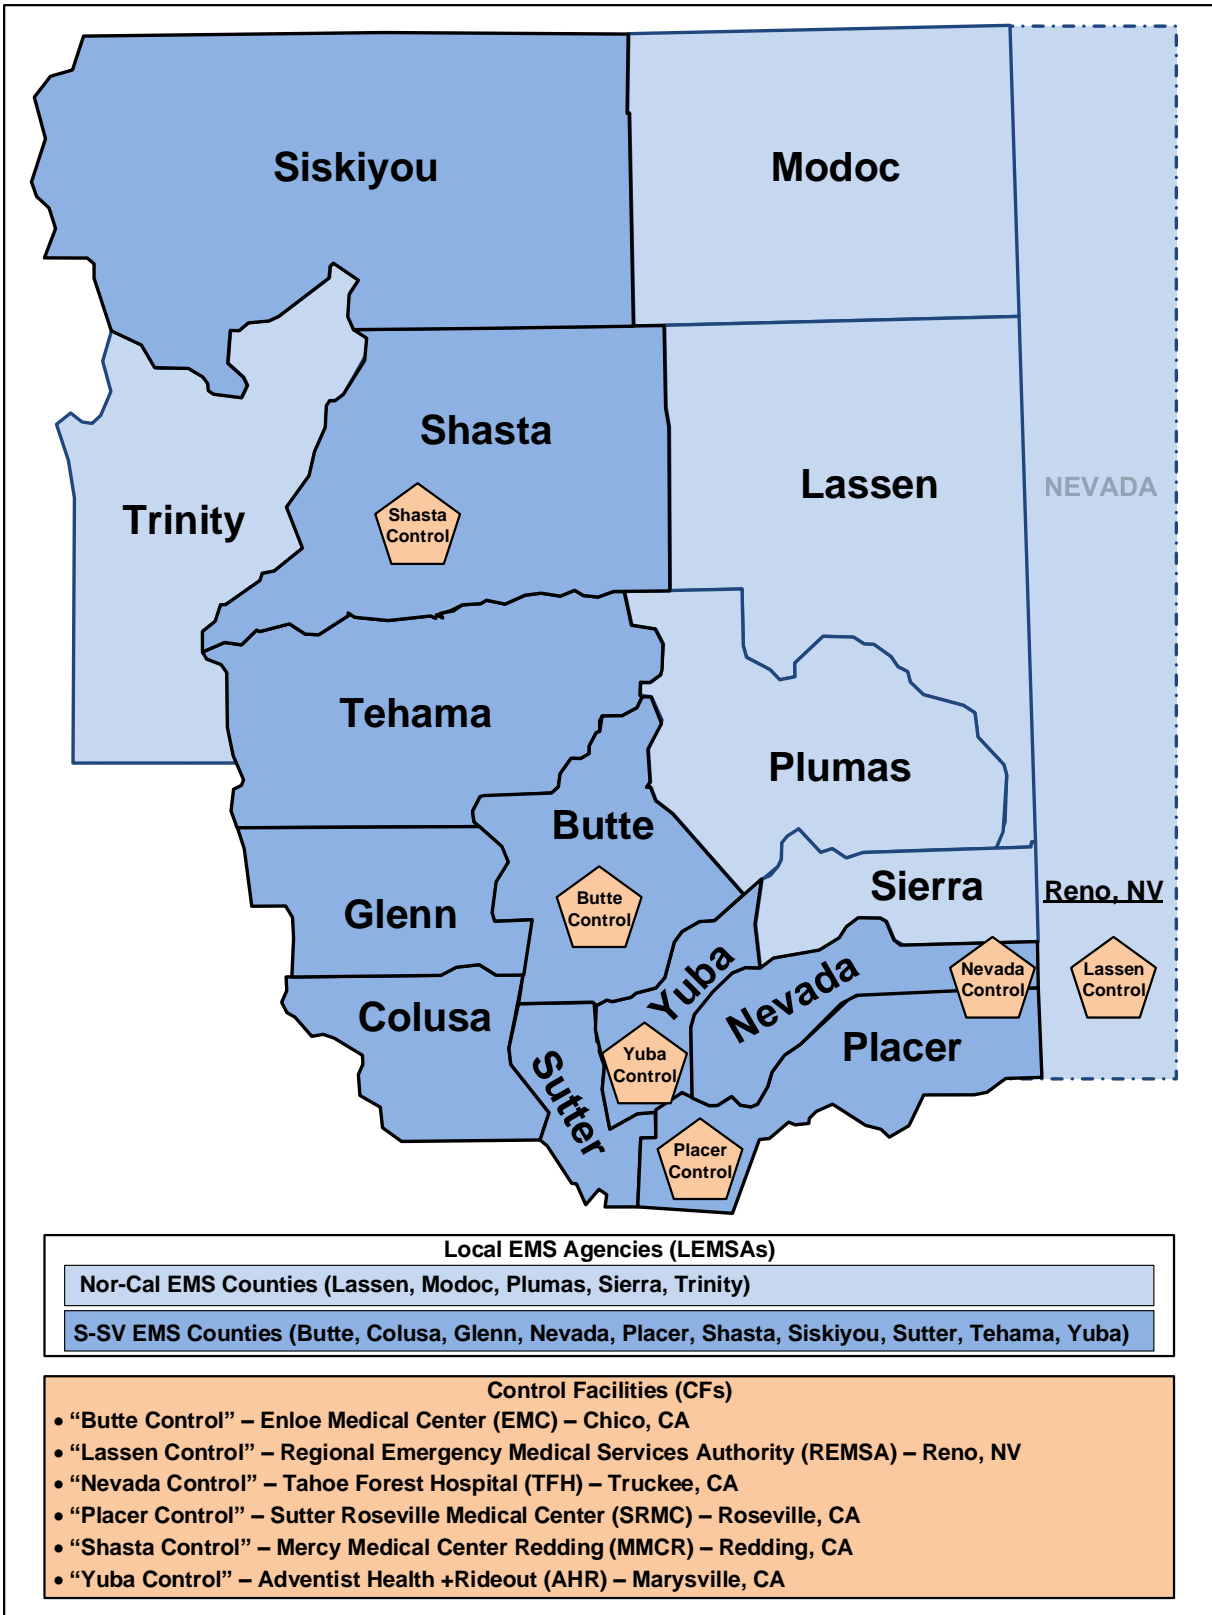 Siskiyou
Modoc
Shasta
Lassen
NEVADA
Trinity
Shasta
Control
Tehama
Plumas
Butte
Sierra
Reno, NV
Glenn
Butte
Control
Yuba
Nevada
Nevada
Control
Lassen
Control
Colusa
Placer
Sutter
Yuba
Control
Placer
Control
Local EMS Agencies (LEMSAs)
Nor-Cal EMS Counties (Lassen, Modoc, Plumas, Sierra, Trinity)
S-SV EMS Counties (Butte, Colusa, Glenn, Nevada, Placer, Shasta, Siskiyou, Sutter, Tehama, Yuba)
Control Facilities (CFs)
• “Butte Control” – Enloe Medical Center (EMC) – Chico, CA
• “Lassen Control” – Regional Emergency Medical Services Authority (REMSA) – Reno, NV
• “Nevada Control” – Tahoe Forest Hospital (TFH) – Truckee, CA
• “Placer Control” – Sutter Roseville Medical Center (SRMC) – Roseville, CA
• “Shasta Control” – Mercy Medical Center Redding (MMCR) – Redding, CA
• “Yuba Control” – Adventist Health +Rideout (AHR) – Marysville, CA